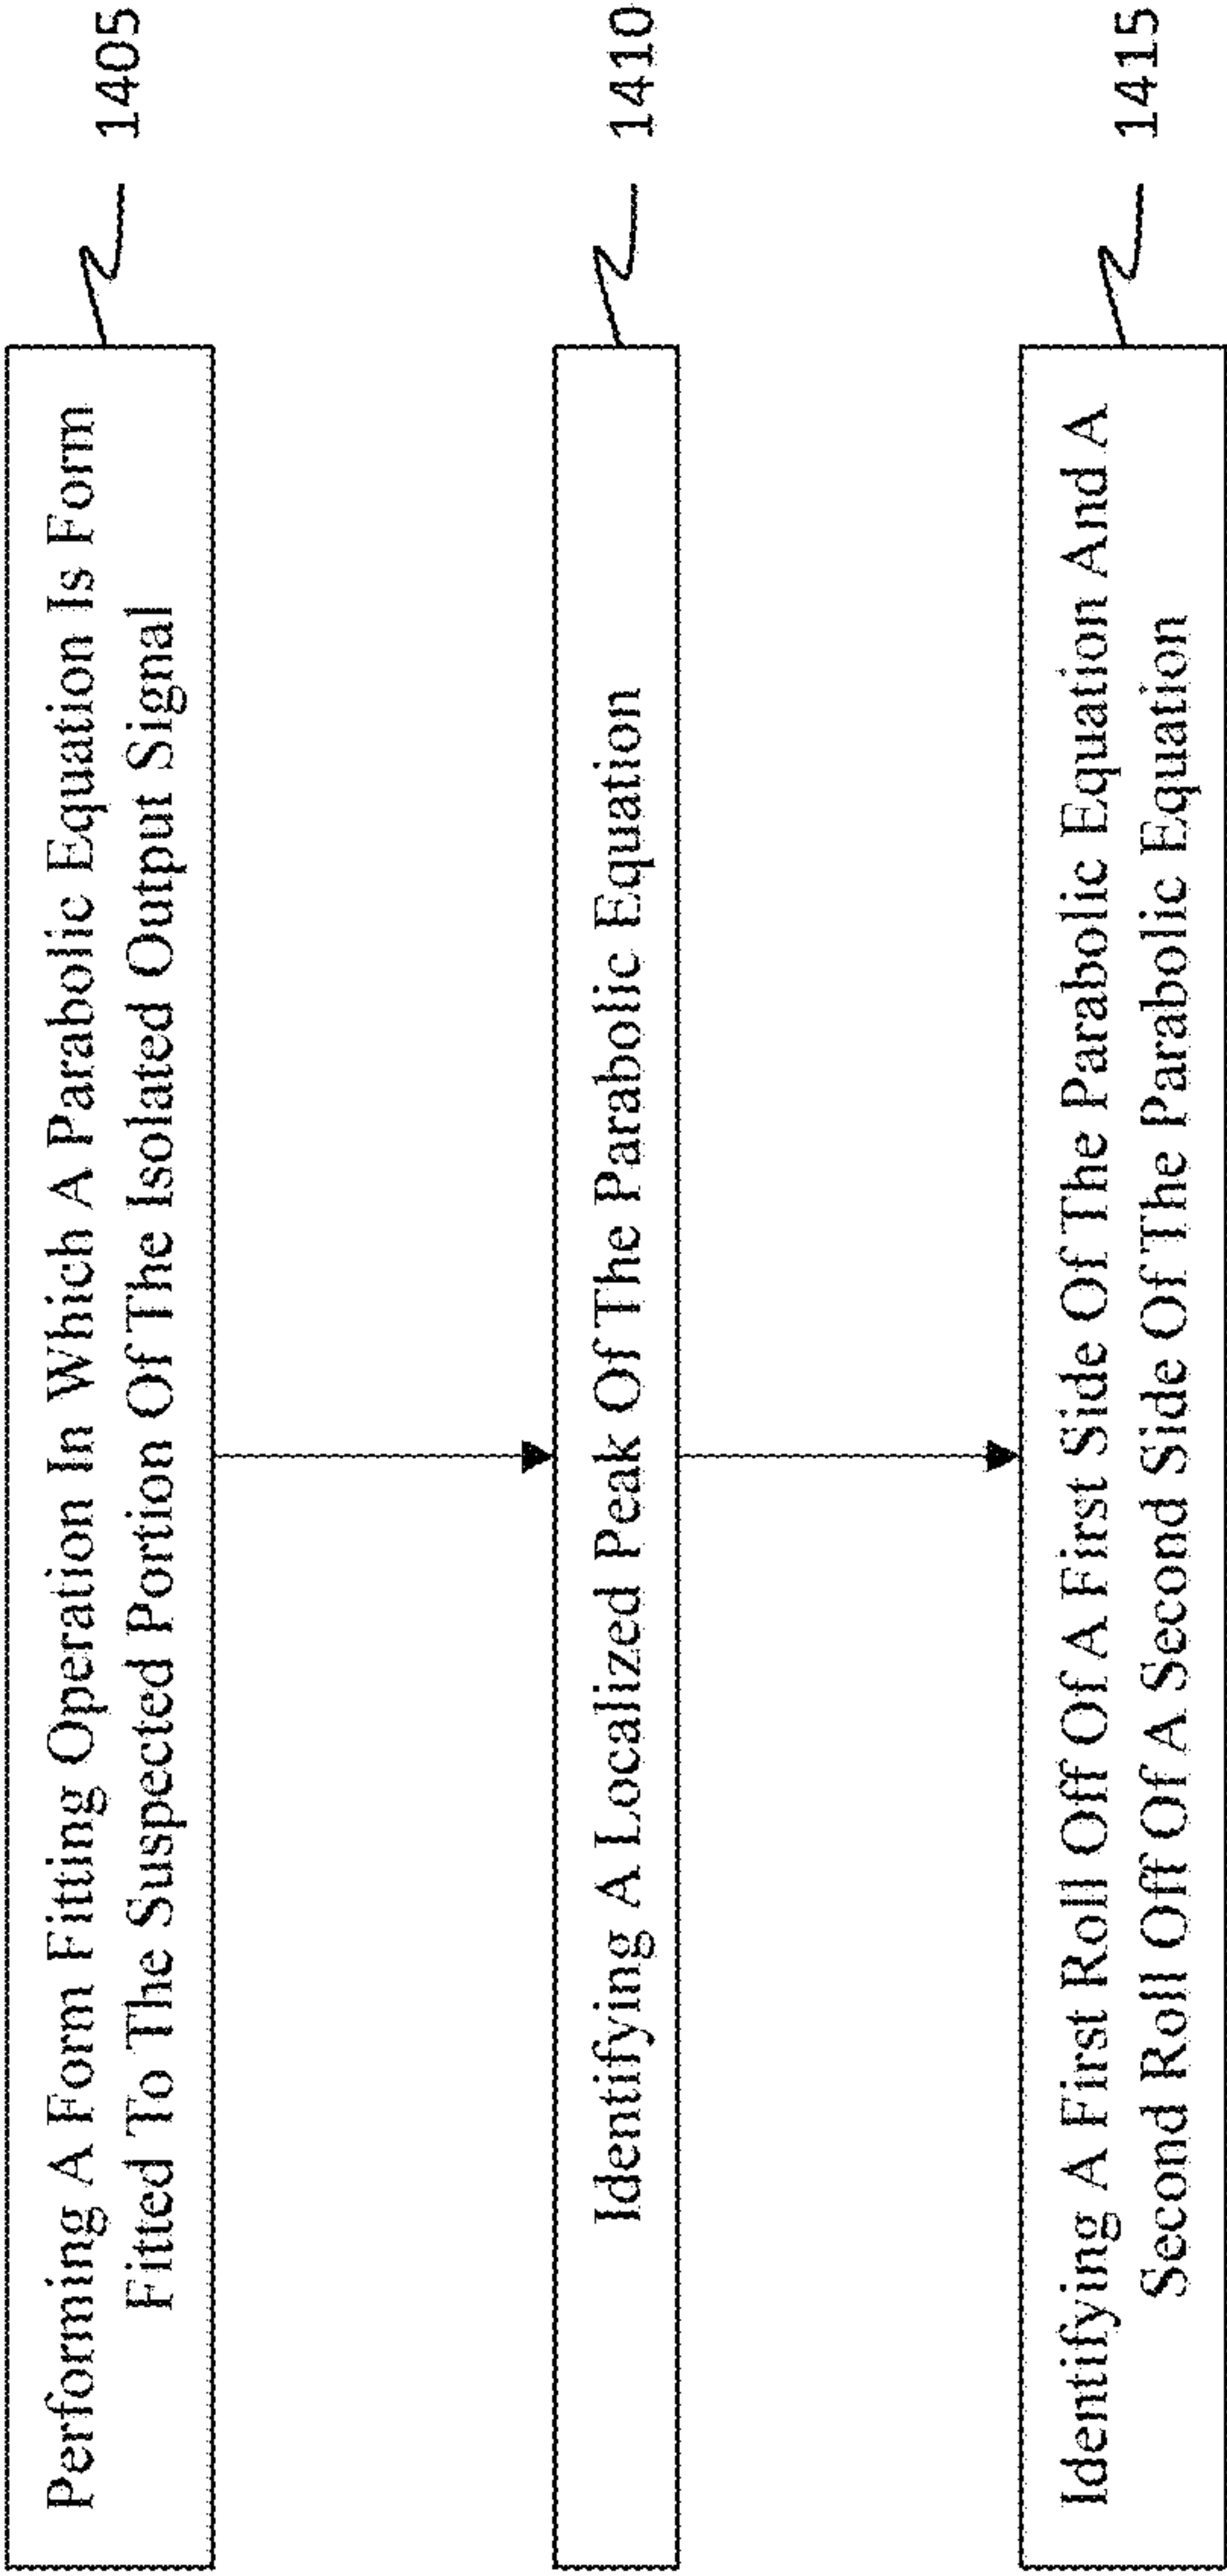 Performing A Form Fitting Operation In Which A Parabolic Equation Is Form
Fitted To The Suspected Portion Of The Isolated Output Signal
1405
Identifying A Localized Peak Of The Parabolic Equation
1410
Identifying A First Roll Off Of A First Side Of The Parabolic Equation And A
Second Roll Off Of A Second Side Of The Parabolic Equation
1415